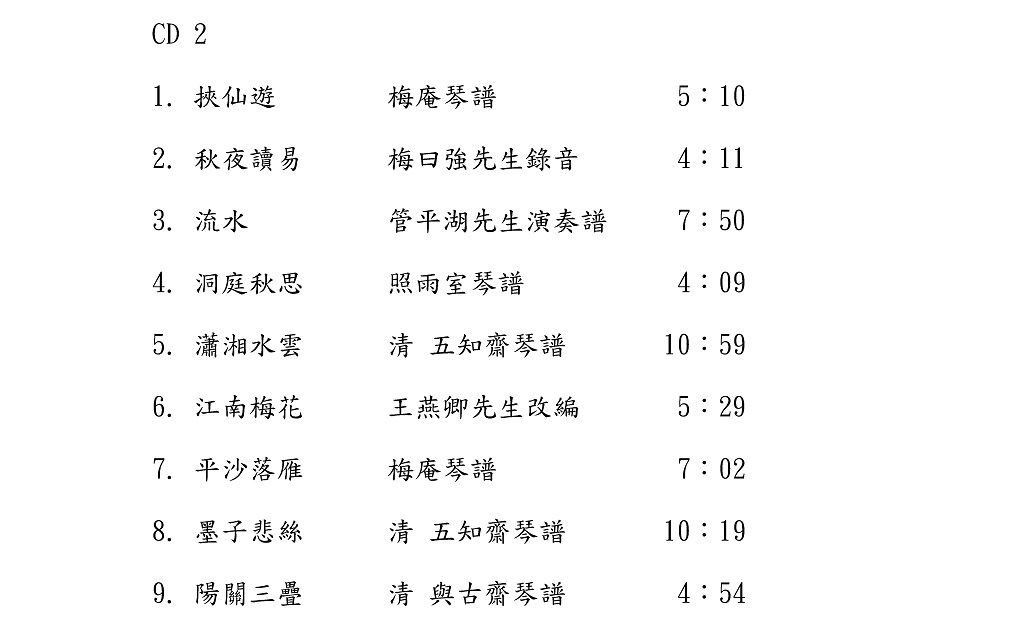 CD 2
1. 挾仙遊 梅庵琴譜 5：10
2. 秋夜讀易 梅曰強先生錄音 4：11
3. 流水 管平湖先生演奏譜 7：50
4. 洞庭秋思 照雨室琴譜 4：09
5. 瀟湘水雲 清 五知齋琴譜 10：59
6. 江南梅花 王燕卿先生改編 5：29
7. 平沙落雁 梅庵琴譜 7：02
8. 墨子悲絲 清 五知齋琴譜 10：19
9. 陽關三疊 清 與古齋琴譜 4：54